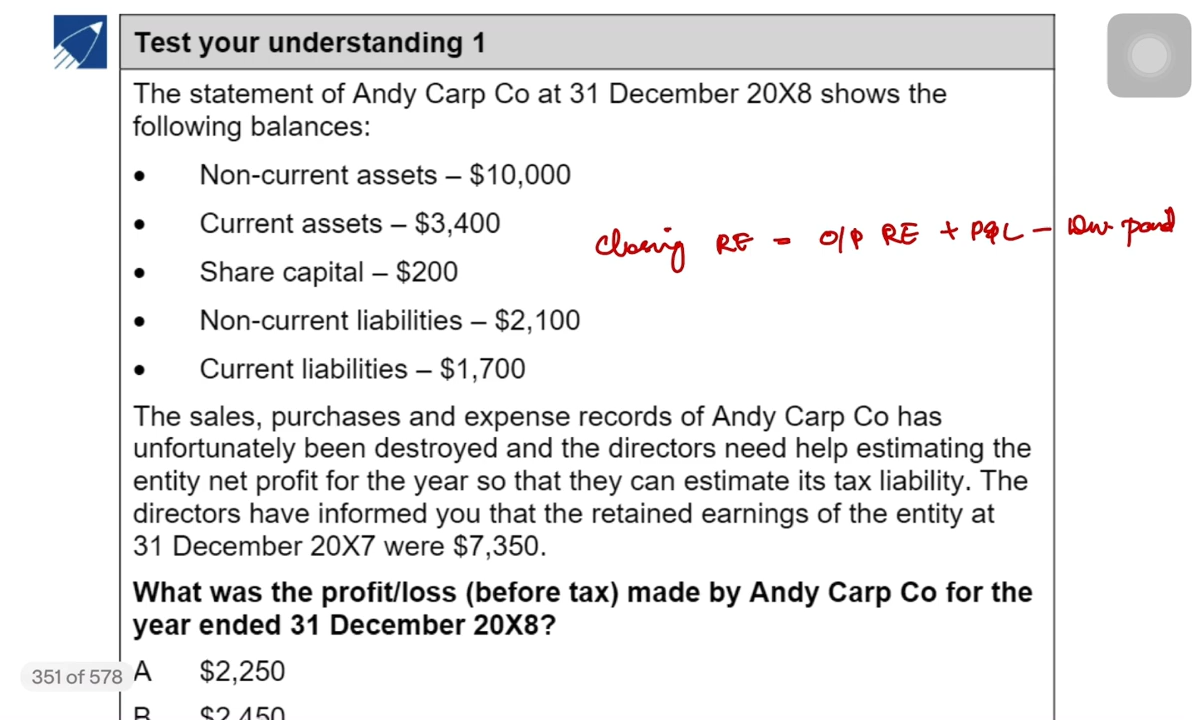 Test your understanding 1
The statement of Andy Carp Co at 31 December 20X8 shows the
following balances:
• Non-current assets – $10,000
• Current assets – $3,400
closing RE = O/P RE + P&L – Div paid
• Share capital – $200
• Non-current liabilities – $2,100
• Current liabilities – $1,700
The sales, purchases and expense records of Andy Carp Co has
unfortunately been destroyed and the directors need help estimating the
entity net profit for the year so that they can estimate its tax liability. The
directors have informed you that the retained earnings of the entity at
31 December 20X7 were $7,350.
What was the profit/loss (before tax) made by Andy Carp Co for the
year ended 31 December 20X8?
351 of 578
A $2,250
B $2,450